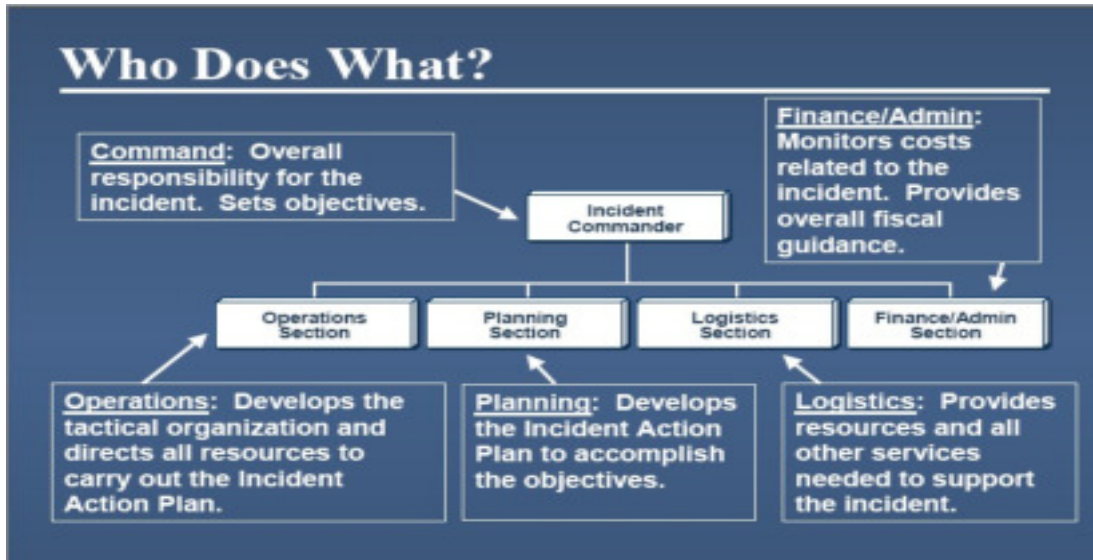 Who Does What?
Command: Overall
responsibility for the
incident. Sets objectives.
Finance/Admin:
Monitors costs
related to the
incident. Provides
overall fiscal
guidance.
Incident
Commander
Operations
Section
Planning
Section
Logistics
Section
Finance/Admin
Section
Operations: Develops the
tactical organization and
directs all resources to
carry out the Incident
Action Plan.
Planning: Develops
the Incident Action
Plan to accomplish
the objectives.
Logistics: Provides
resources and all
other services
needed to support
the incident.